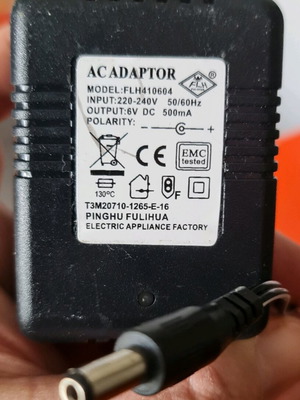 AC ADAPTOR
FLH
MODEL:FLH410604
INPUT:220-240V 50/60Hz
OUTPUT:6V DC 500mA
POLARITY:
CE
EMC
tested
130°C
F
T3M20710-1265-E-16
PINGHU FULIHUA
ELECTRIC APPLIANCE FACTORY